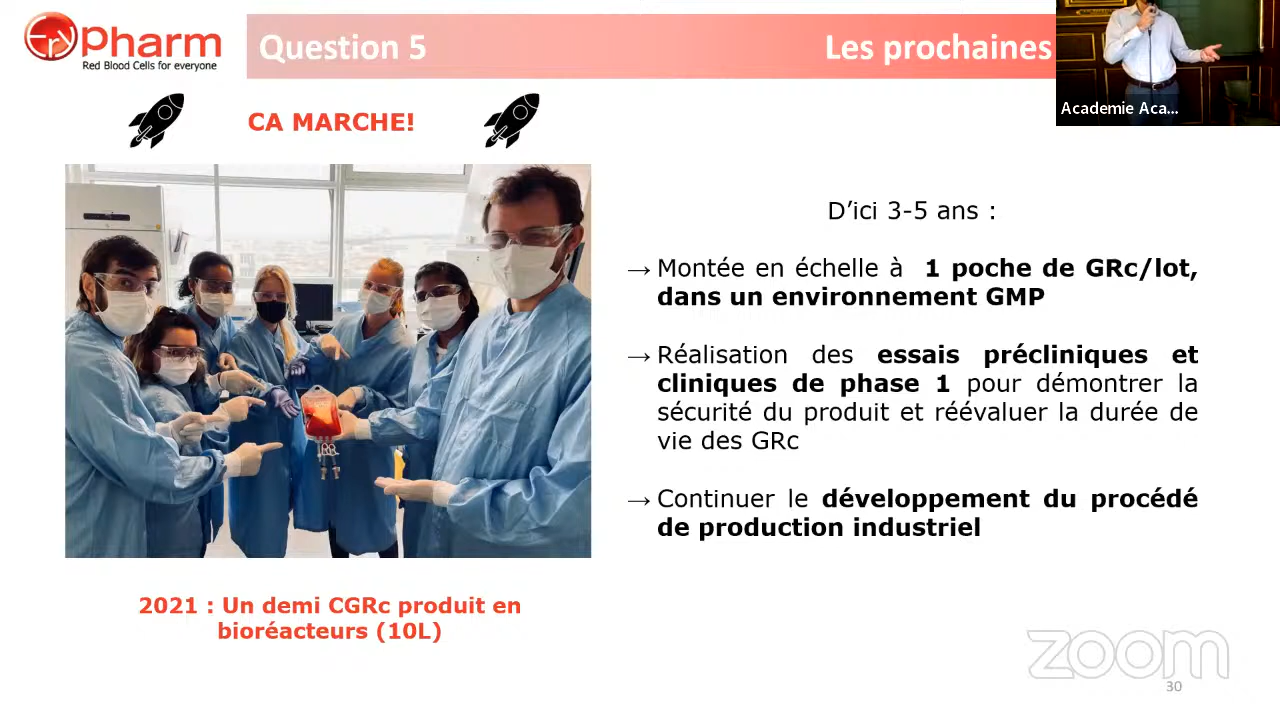 EryPharm
Red Blood Cells for everyone
Question 5
Les prochaines
Academie Aca...
CA MARCHE!
D’ici 3-5 ans :
→ Montée en échelle à 1 poche de GRc/lot,
dans un environnement GMP
→ Réalisation des essais précliniques et
cliniques de phase 1 pour démontrer la
sécurité du produit et réévaluer la durée de
vie des GRc
→ Continuer le développement du procédé
de production industriel
2021 : Un demi CGRc produit en
bioréacteurs (10L)
zoom
30